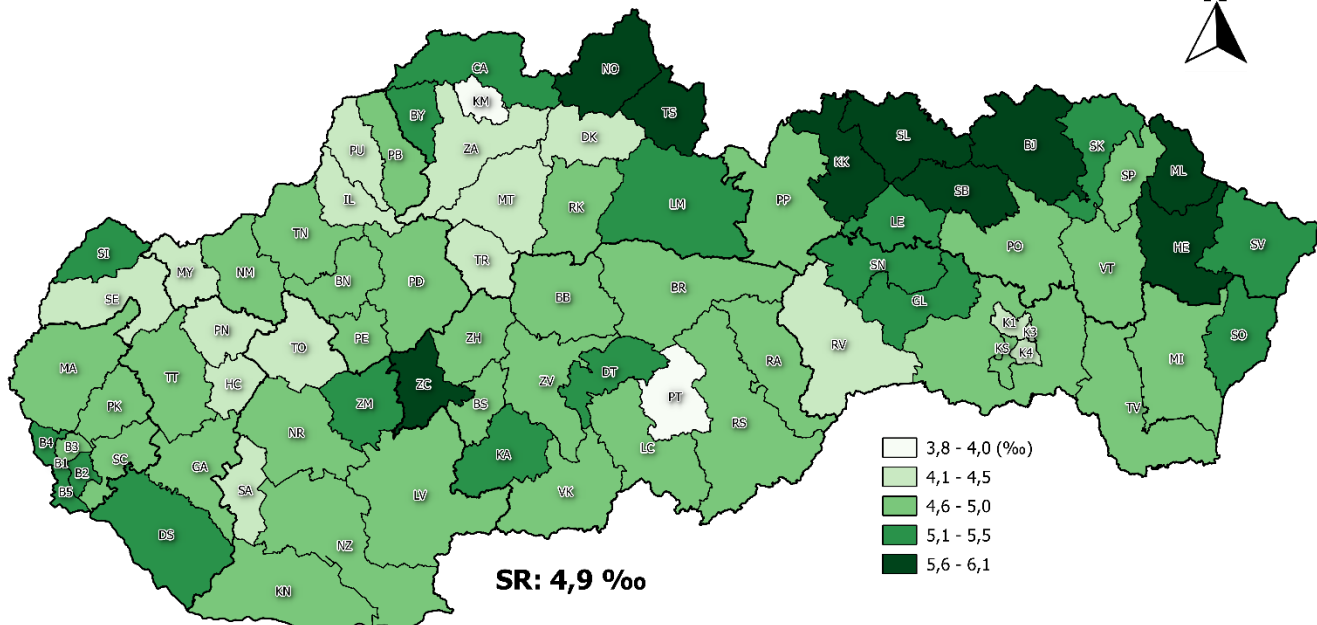 NO
CA
KM
TS
BY
DK
SL
BJ
SK
PU
ZA
PB
KK
SP
ML
SB
IL
MT
RK
LM
PP
LE
TN
PO
HE
SV
SI
MY
NM
TR
SN
VT
BN
PD
BB
BR
GL
SE
PN
TO
PE
ZH
RV
K1
K3
KS
K4
SO
MA
TT
HC
ZM
ZC
ZV
DT
RA
MI
PK
BS
PT
NR
RS
TV
B4
B3
B1
B2
B5
SC
GA
KA
LC
SA
LV
VK
DS
NZ
KN
3,8 - 4,0 (‰)
4,1 - 4,5
4,6 - 5,0
5,1 - 5,5
5,6 - 6,1
SR: 4,9 ‰